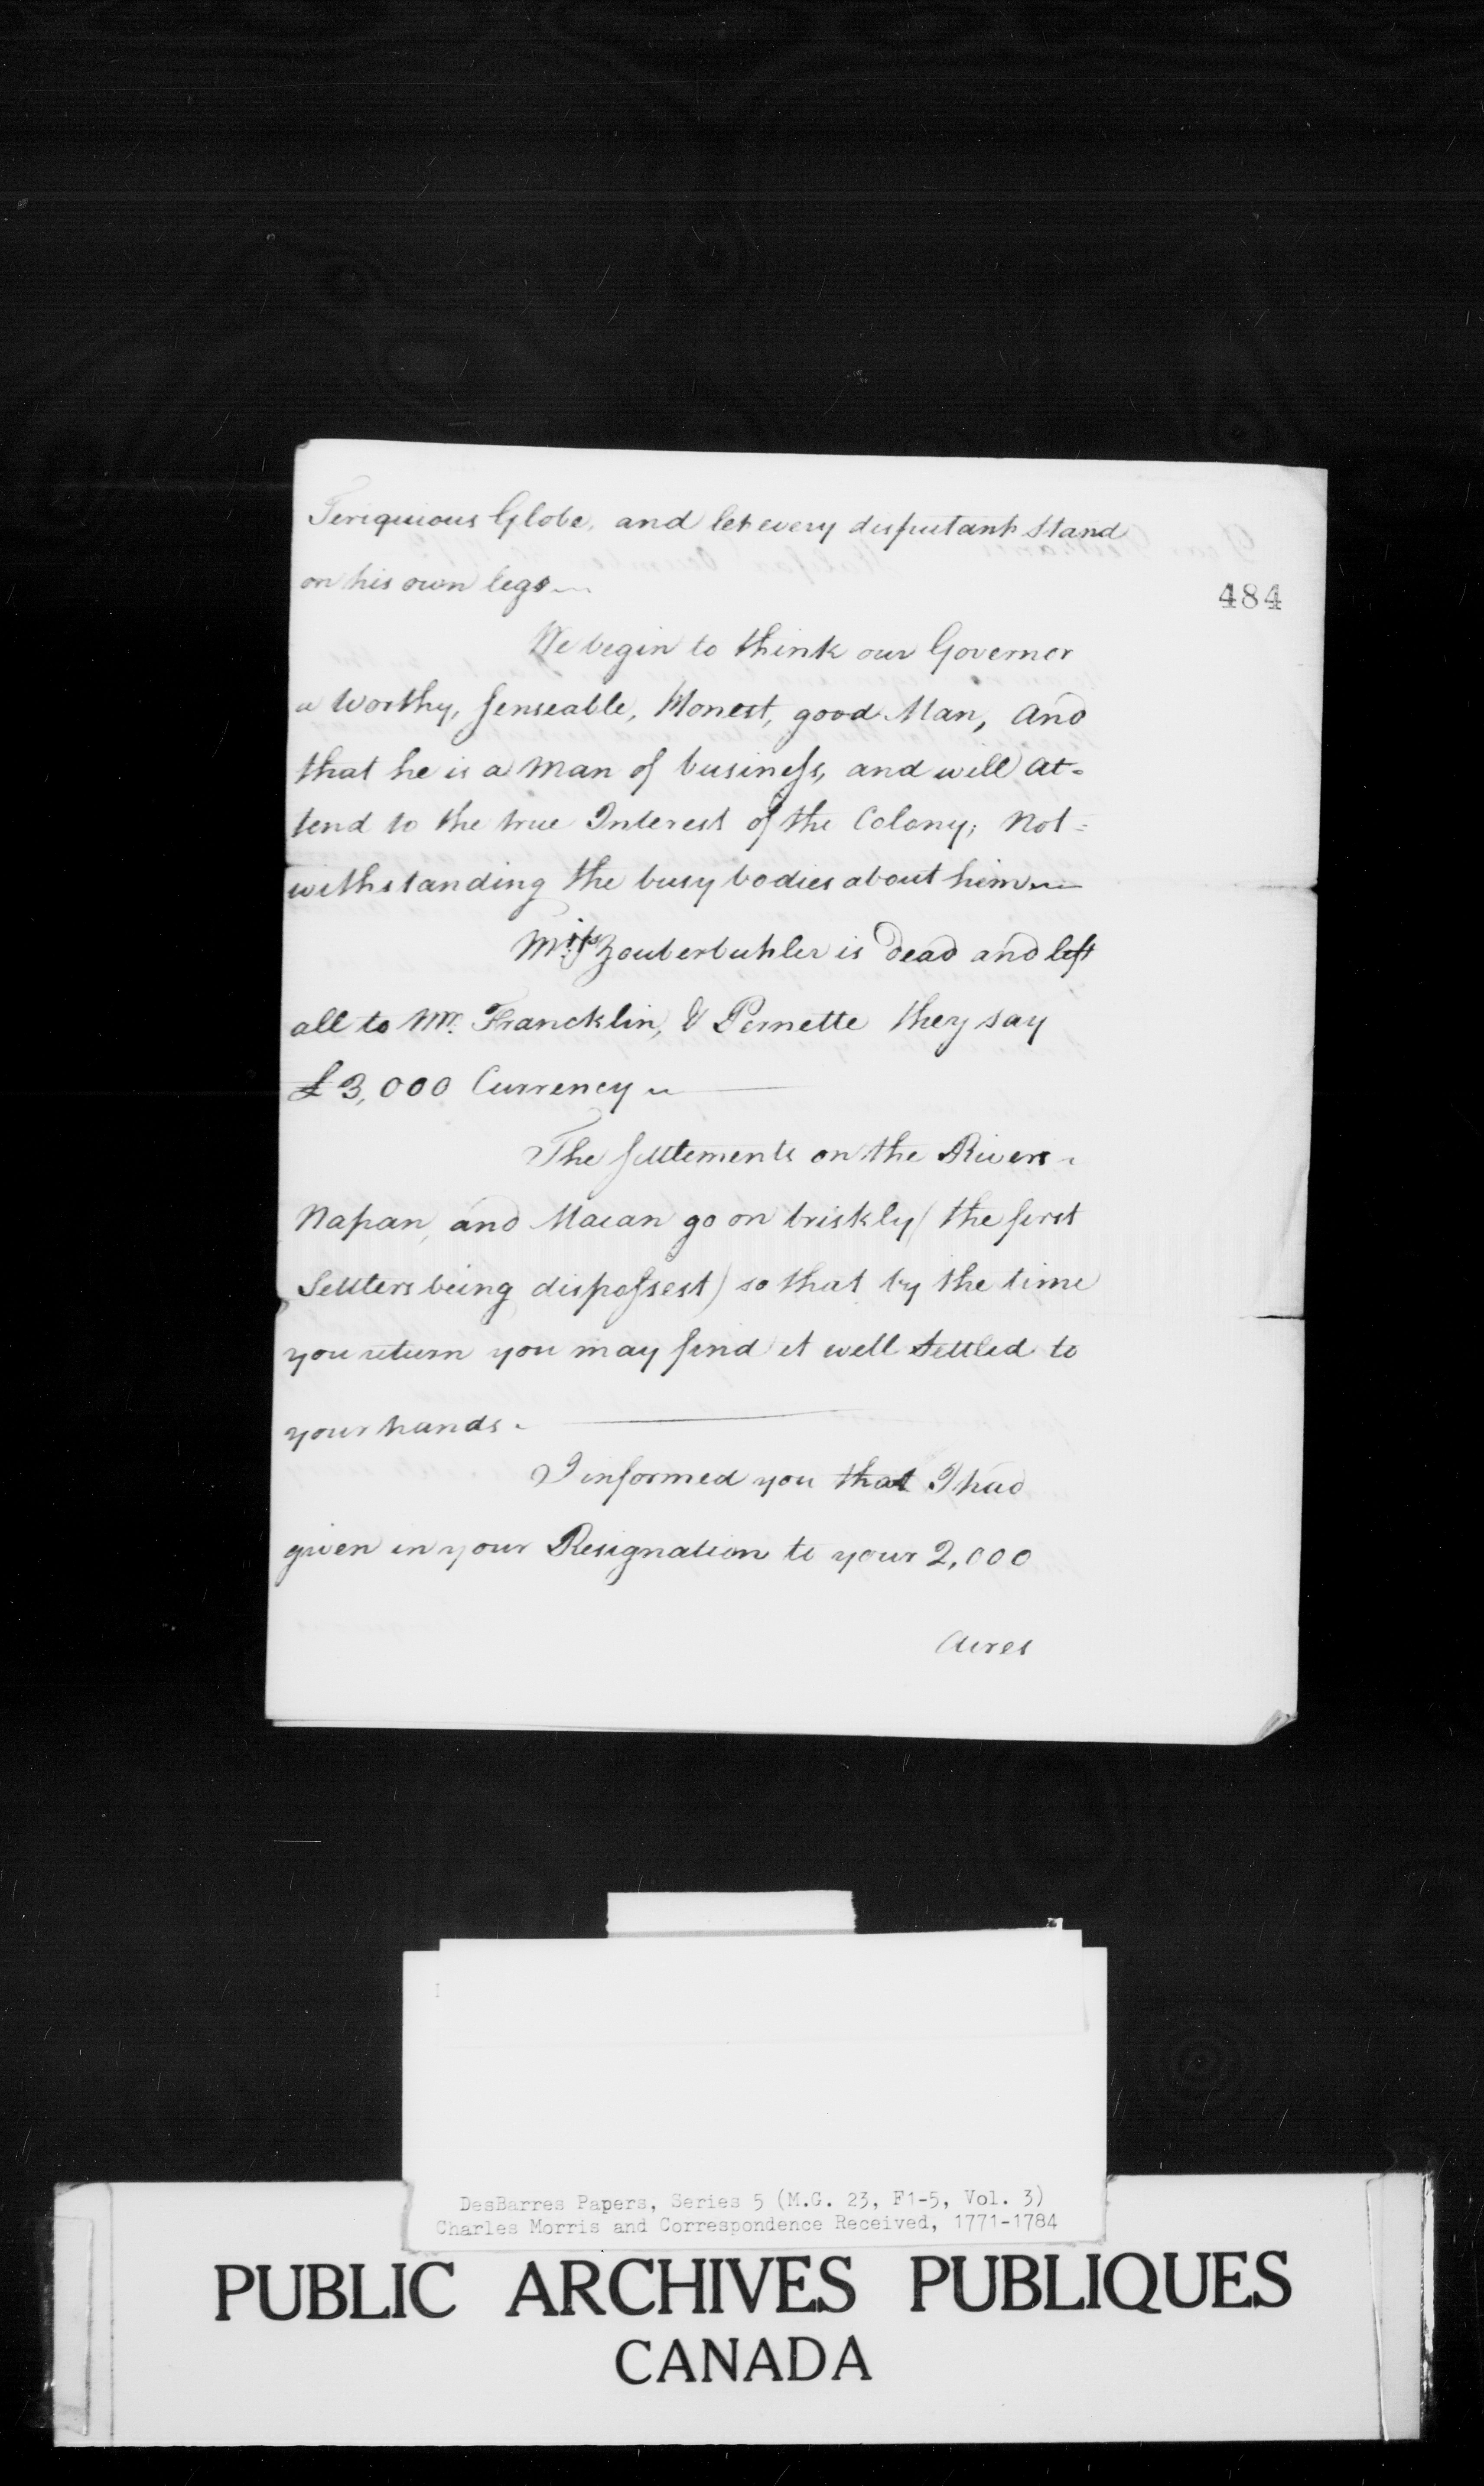 Teriquious Globe, and let every disputant stand
on his own legs
484
We begin to think our Governor
a Worthy, senseable, Honest, good Man, and
that he is a Man of business, and will at=
tend to the true Interest of the Colony; Not=
withstanding the busy bodies about him
Zouberbuhler is Dead and left
all to Mr. Francklin, & Pernette they say
£3,000 Currency
The settlements on the Rivers
Napan, and Macan go on briskly (the first
Settlers being dispossest) so that by the time
you return you may find it well Settled to
your hands.
I informed you that I had
given in your Resignation to your 2,000
Acres
DesBarres Papers, Series 5 (M.G. 23, F1-5, Vol. 3)
Charles Morris and Correspondence Received, 1771-1784
PUBLIC ARCHIVES PUBLIQUES
CANADA